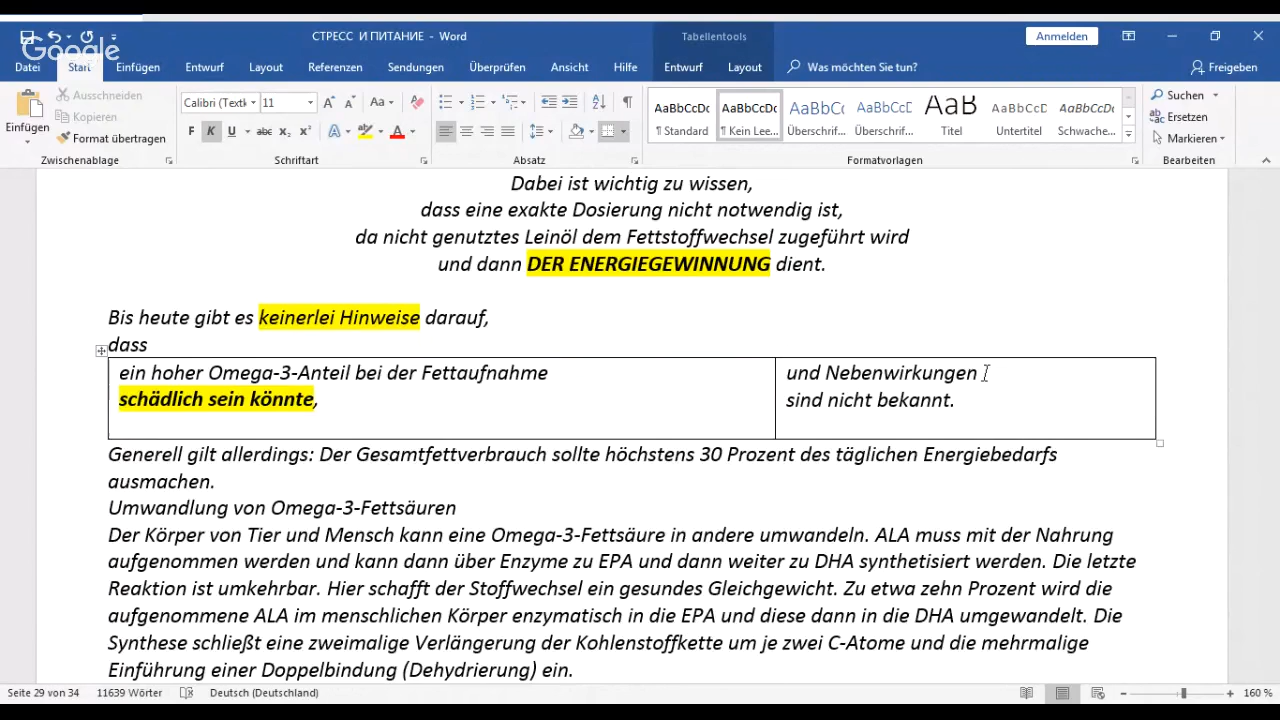 Google
СТРЕСС И ПИТАНИЕ - Word
Tabellentools
Anmelden
Datei Start Einfügen Entwurf Layout Referenzen Sendungen Überprüfen Ansicht Hilfe Entwurf Layout Was möchten Sie tun? Freigeben
Einfügen
Ausschneiden
Kopieren
Format übertragen
Zwischenablage
Calibri (Textk 11
F K U abc x₂ x²
Schriftart
Absatz
AaBbCcDc AaBbCcDc AaBbC AaBbCcD AaB AaBbCcD AaBbCcDc
¶ Standard ¶ Kein Lee... Überschrif... Überschrif... Titel Untertitel Schwache...
Formatvorlagen
Suchen
Ersetzen
Markieren
Bearbeiten
Dabei ist wichtig zu wissen,
dass eine exakte Dosierung nicht notwendig ist,
da nicht genutztes Leinöl dem Fettstoffwechsel zugeführt wird
und dann DER ENERGIEGEWINNUNG dient.
Bis heute gibt es keinerlei Hinweise darauf,
dass
ein hoher Omega-3-Anteil bei der Fettaufnahme
schädlich sein könnte,
und Nebenwirkungen
sind nicht bekannt.
Generell gilt allerdings: Der Gesamtfettverbrauch sollte höchstens 30 Prozent des täglichen Energiebedarfs
ausmachen.
Umwandlung von Omega-3-Fettsäuren
Der Körper von Tier und Mensch kann eine Omega-3-Fettsäure in andere umwandeln. ALA muss mit der Nahrung
aufgenommen werden und kann dann über Enzyme zu EPA und dann weiter zu DHA synthetisiert werden. Die letzte
Reaktion ist umkehrbar. Hier schafft der Stoffwechsel ein gesundes Gleichgewicht. Zu etwa zehn Prozent wird die
aufgenommene ALA im menschlichen Körper enzymatisch in die EPA und diese dann in die DHA umgewandelt. Die
Synthese schließt eine zweimalige Verlängerung der Kohlenstoffkette um je zwei C-Atome und die mehrmalige
Einführung einer Doppelbindung (Dehydrierung) ein.
Seite 29 von 34 11639 Wörter Deutsch (Deutschland) 160 %